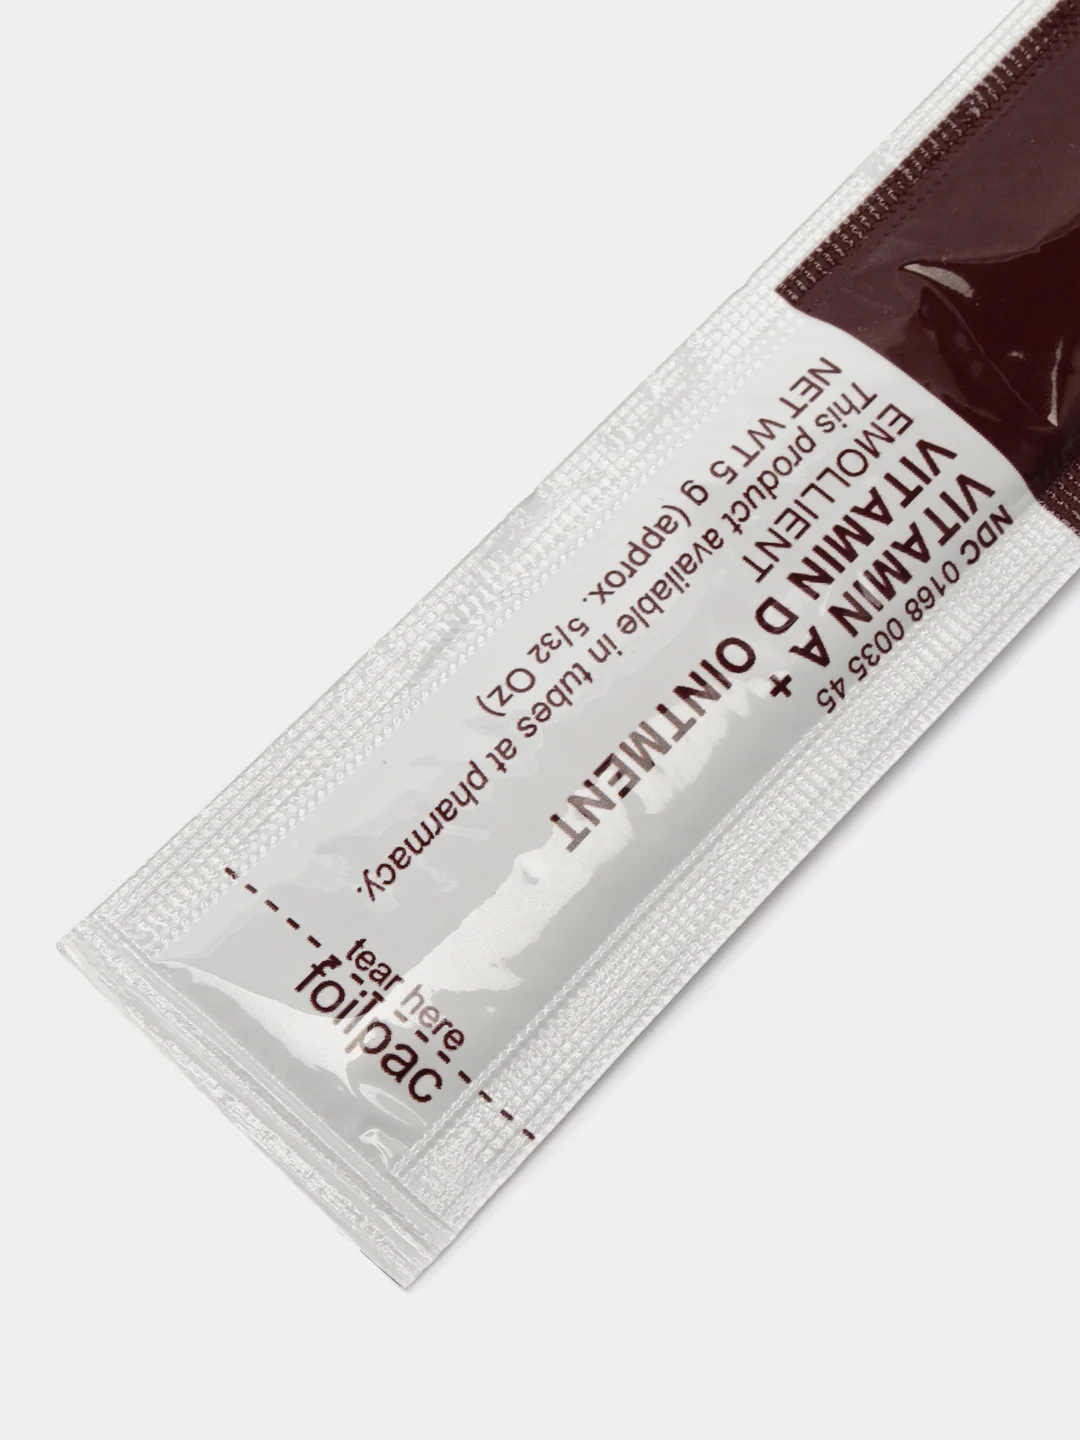 NDC 0168 0035 45
VITAMIN A +
VITAMIN D OINTMENT
EMOLLIENT
This product available in tubes at pharmacy.
NET WT 5 g (approx. 5/32 Oz)
tear here
foilpac